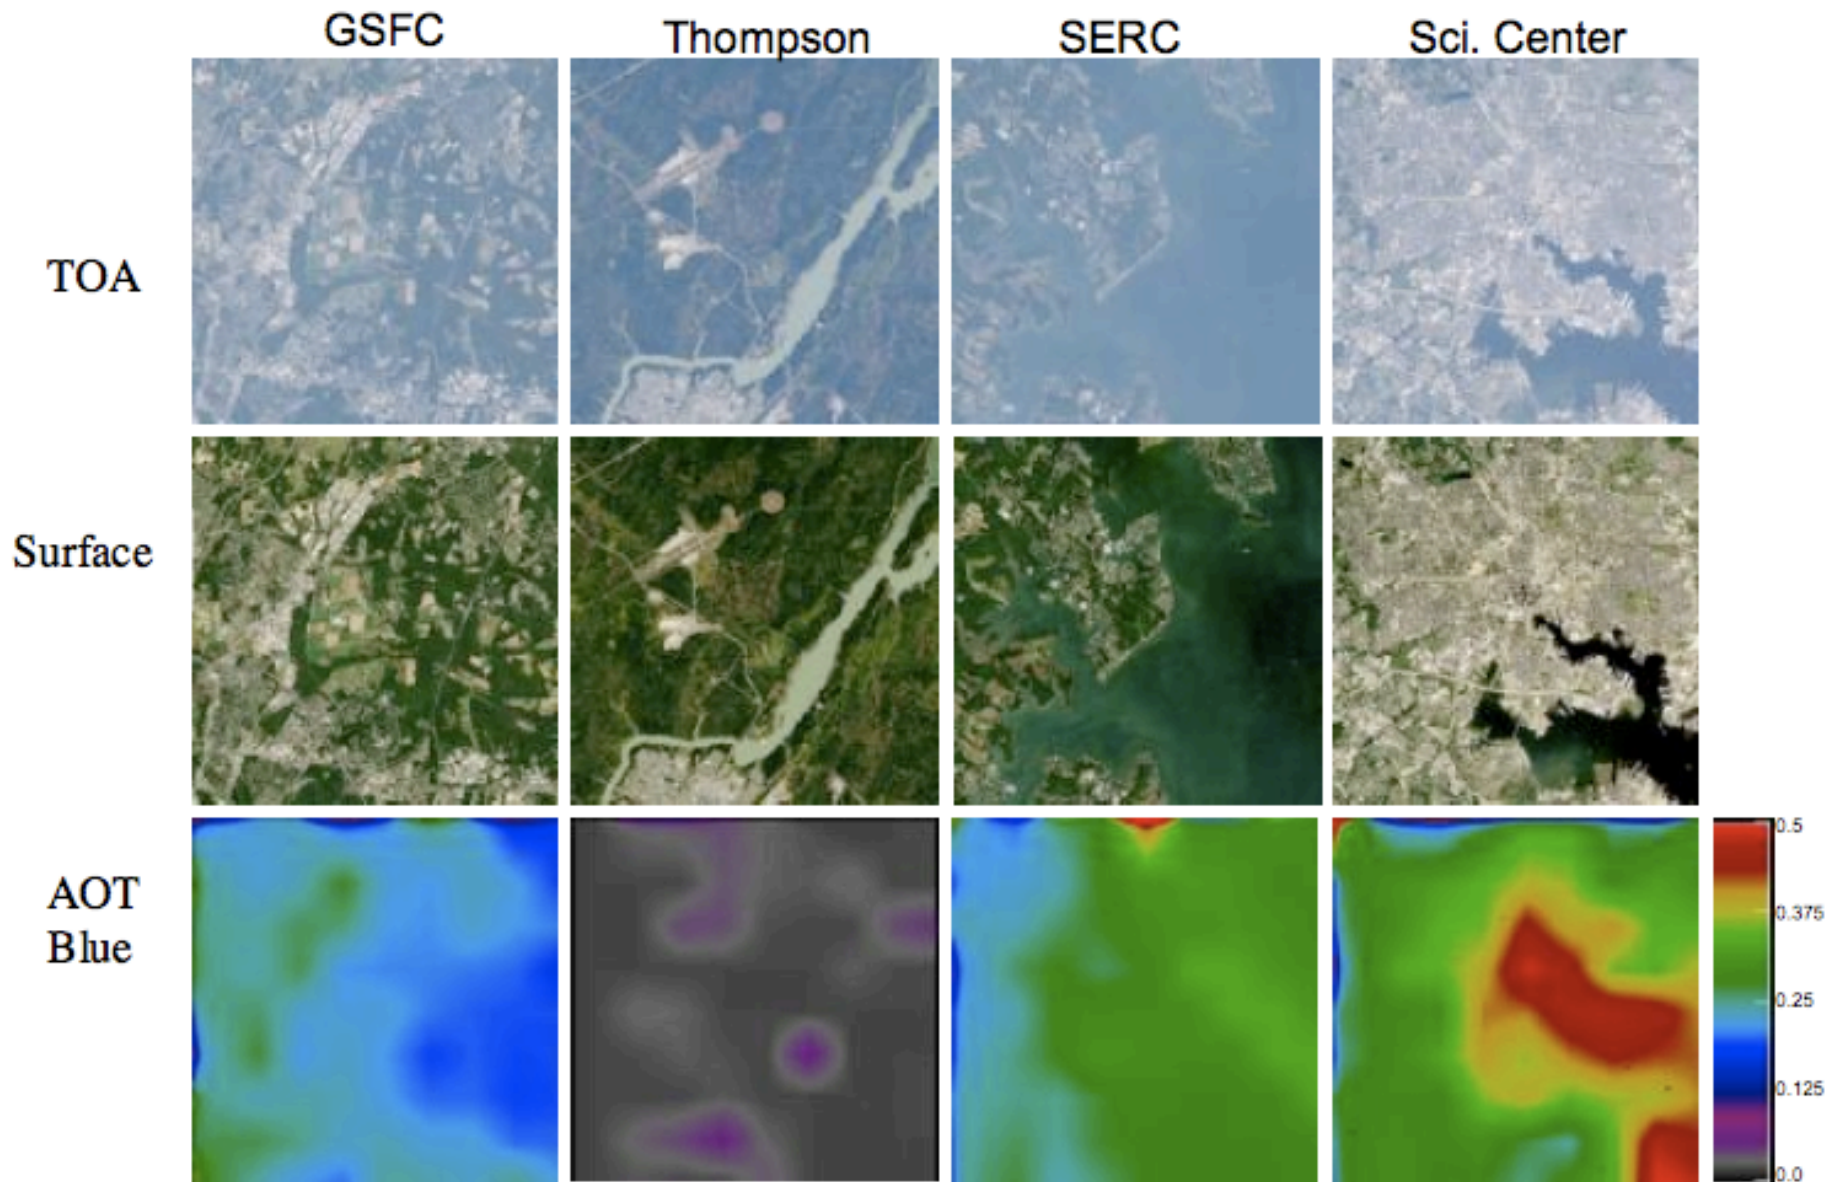 GSFC
Thompson
SERC
Sci. Center
TOA
Surface
AOT
Blue
0.5
0.375
0.25
0.125
0.0